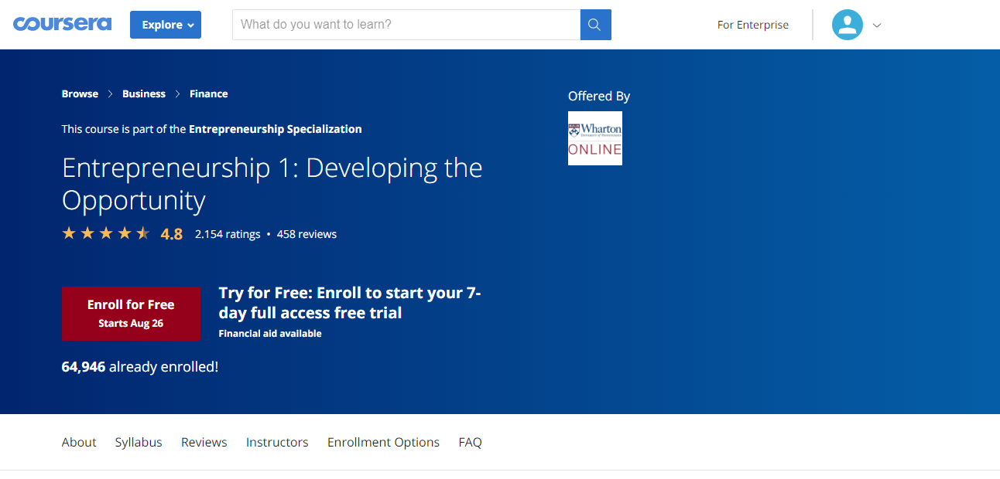 coursera
Explore
What do you want to learn?
For Enterprise
Browse > Business > Finance
Offered By
This course is part of the Entrepreneurship Specialization
Wharton
ONLINE
Entrepreneurship 1: Developing the
Opportunity
4.8 2.154 ratings • 458 reviews
Enroll for Free
Starts Aug 26
Try for Free: Enroll to start your 7-
day full access free trial
Financial aid available
64,946 already enrolled!
About Syllabus Reviews Instructors Enrollment Options FAQ